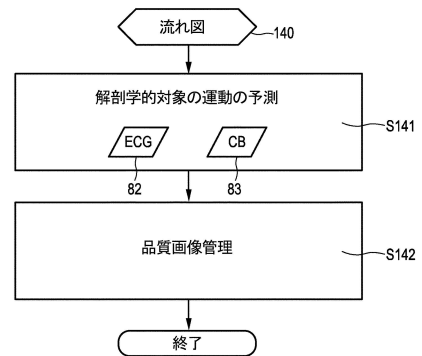 流れ図
140
解剖学的対象の運動の予測
ECG
CB
82
83
S141
品質画像管理
S142
終了